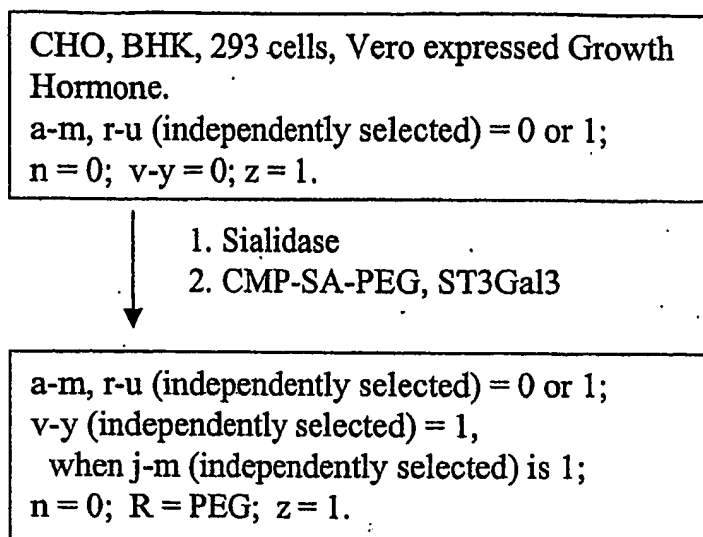 CHO, BHK, 293 cells, Vero expressed Growth
Hormone.
a-m, r-u (independently selected) = 0 or 1;
n = 0; v-y = 0; z = 1.
1. Sialidase
2. CMP-SA-PEG, ST3Gal3
a-m, r-u (independently selected) = 0 or 1;
v-y (independently selected) = 1,
when j-m (independently selected) is 1;
n = 0; R = PEG; z = 1.